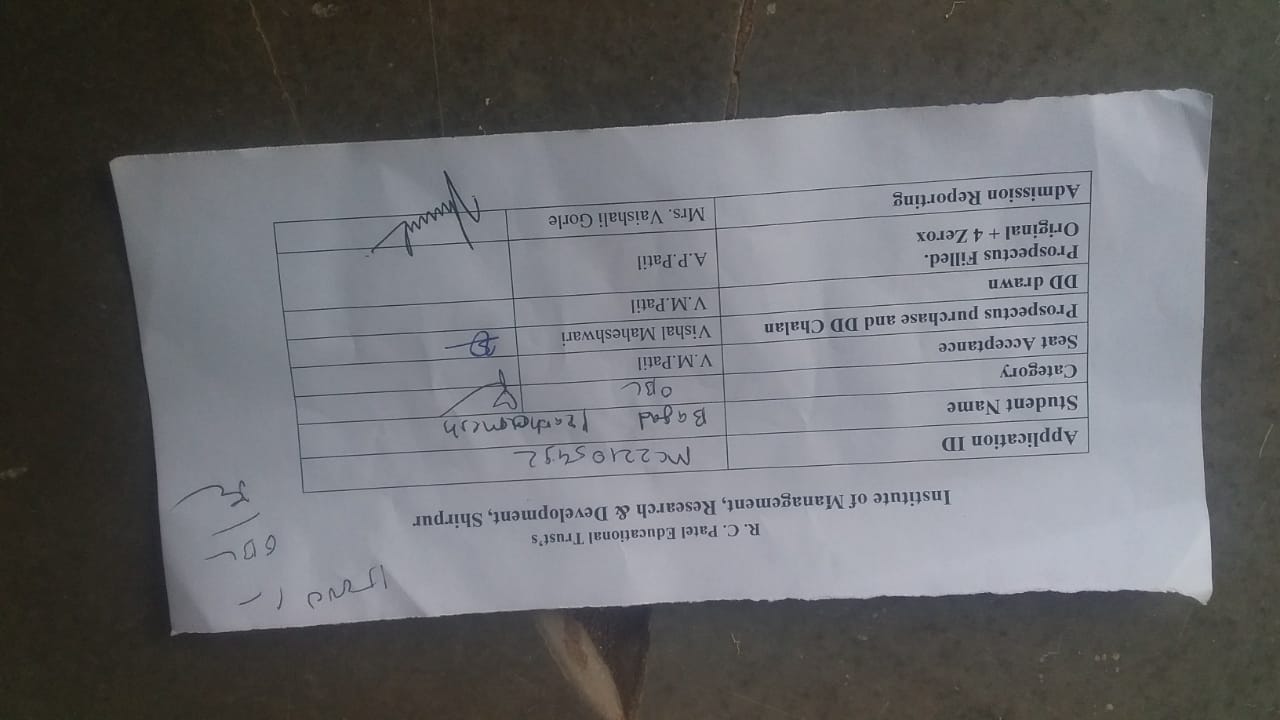 15000/-
OBC
R. C. Patel Educational Trust's
Institute of Management, Research & Development, Shirpur
Application ID MC22105492
Student Name Bagad
Category OBC
Seat Acceptance V.M.Patil
Prospectus purchase and DD Chalan Vishal Maheshwari
DD drawn V.M.Patil
Prospectus Filled.
Original + 4 Zerox A.P.Patil
Admission Reporting Mrs. Vaishali Gorle